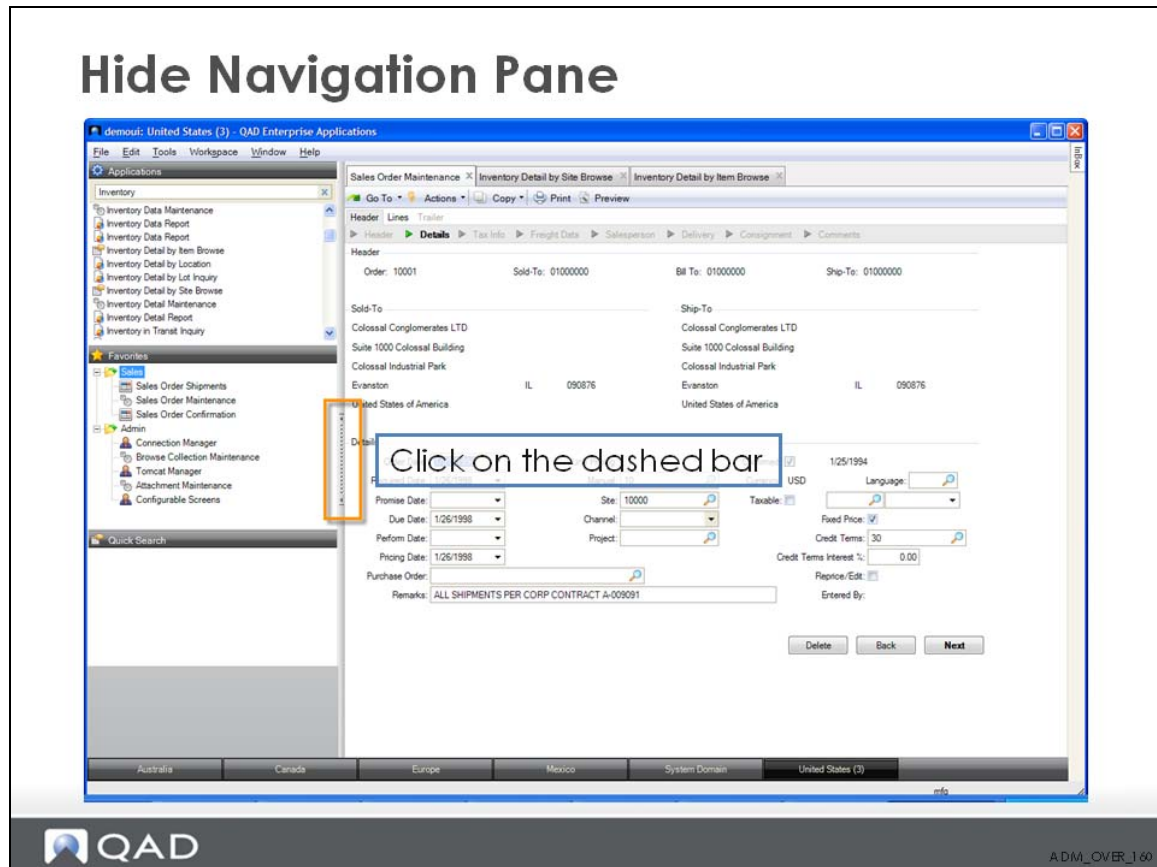 Hide Navigation Pane
demoui: United States (3) - QAD Enterprise Applications
File Edit Tools Workspace Window Help
InBox
Applications
Inventory
Inventory Data Maintenance
Inventory Data Report
Inventory Data Report
Inventory Detail by Item Browse
Inventory Detail by Location
Inventory Detail by Lot Inquiry
Inventory Detail by Site Browse
Inventory Detail Maintenance
Inventory Detail Report
Inventory in Transit Inquiry
Favorites
Sales
Sales Order Shipments
Sales Order Maintenance
Sales Order Confirmation
Admin
Connection Manager
Browse Collection Maintenance
Tomcat Manager
Attachment Maintenance
Configurable Screens
Quick Search
Sales Order Maintenance Inventory Detail by Site Browse Inventory Detail by Item Browse
Go To Actions Copy Print Preview
Header Lines Trailer
Header Details Tax Info Freight Data Salesperson Delivery Consignment Comments
Header
Order: 10001 Sold-To: 01000000 Bill To: 01000000 Ship-To: 01000000
Sold-To Ship-To
Colossal Conglomerates LTD Colossal Conglomerates LTD
Suite 1000 Colossal Building Suite 1000 Colossal Building
Colossal Industrial Park Colossal Industrial Park
Evanston IL 090876 Evanston IL 090876
United States of America United States of America
Click on the dashed bar
1/25/1994
USD Language:
Promise Date: Site: 10000 Taxable:
Due Date: 1/26/1998 Channel: Fixed Price:
Perform Date: Project: Credit Terms: 30
Pricing Date: 1/26/1998 Credit Terms Interest %: 0.00
Purchase Order: Reprice/Edit:
Remarks: ALL SHIPMENTS PER CORP CONTRACT A-009091 Entered By:
Delete Back Next
Australia Canada Europe Mexico System Domain United States (3)
mfg
QAD
ADM_OVER_160